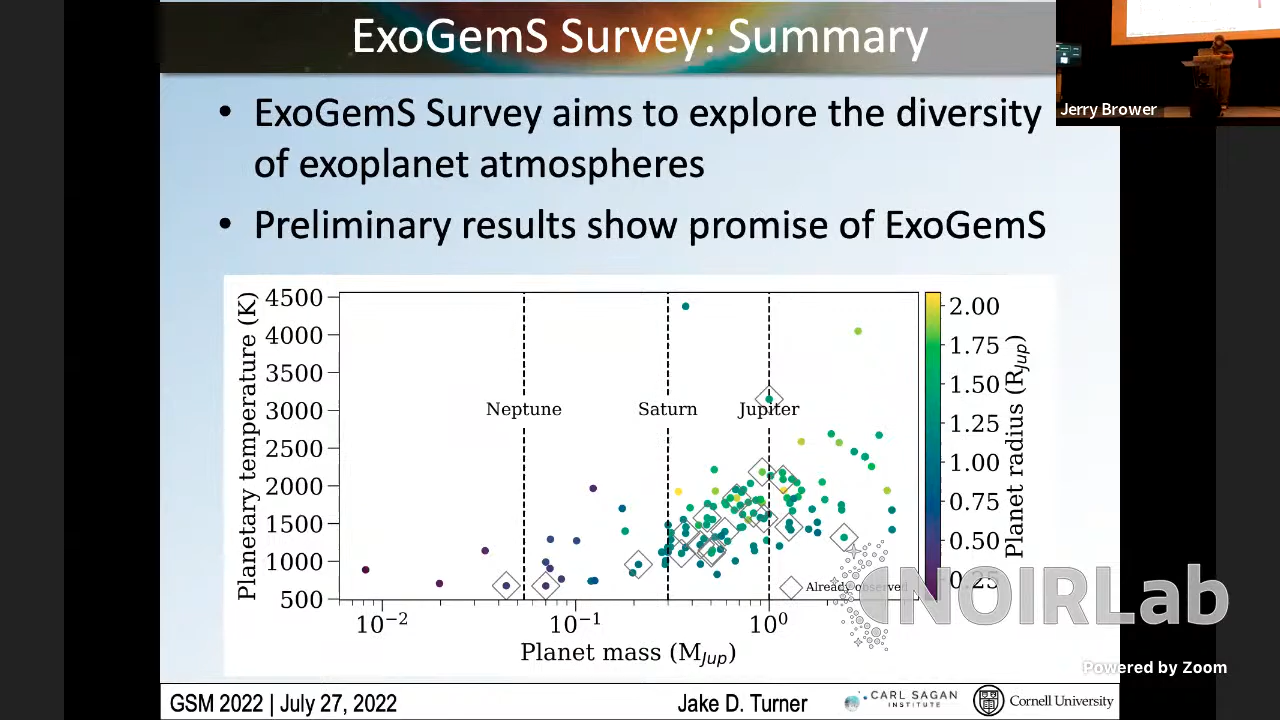 ExoGemS Survey: Summary
Jerry Brower
• ExoGemS Survey aims to explore the diversity
of exoplanet atmospheres
• Preliminary results show promise of ExoGemS
Planetary temperature (K)
4500
4000
3500
3000
2500
2000
1500
1000
500
Neptune
Saturn
Jupiter
Already observed
10⁻²
10⁻¹
10⁰
Planet mass (M_Jup)
2.00
1.75
1.50
1.25
1.00
0.75
0.50
0.25
Planet radius (R_Jup)
NOIRLab
Powered by Zoom
GSM 2022 | July 27, 2022
Jake D. Turner
CARL SAGAN
INSTITUTE
Cornell University